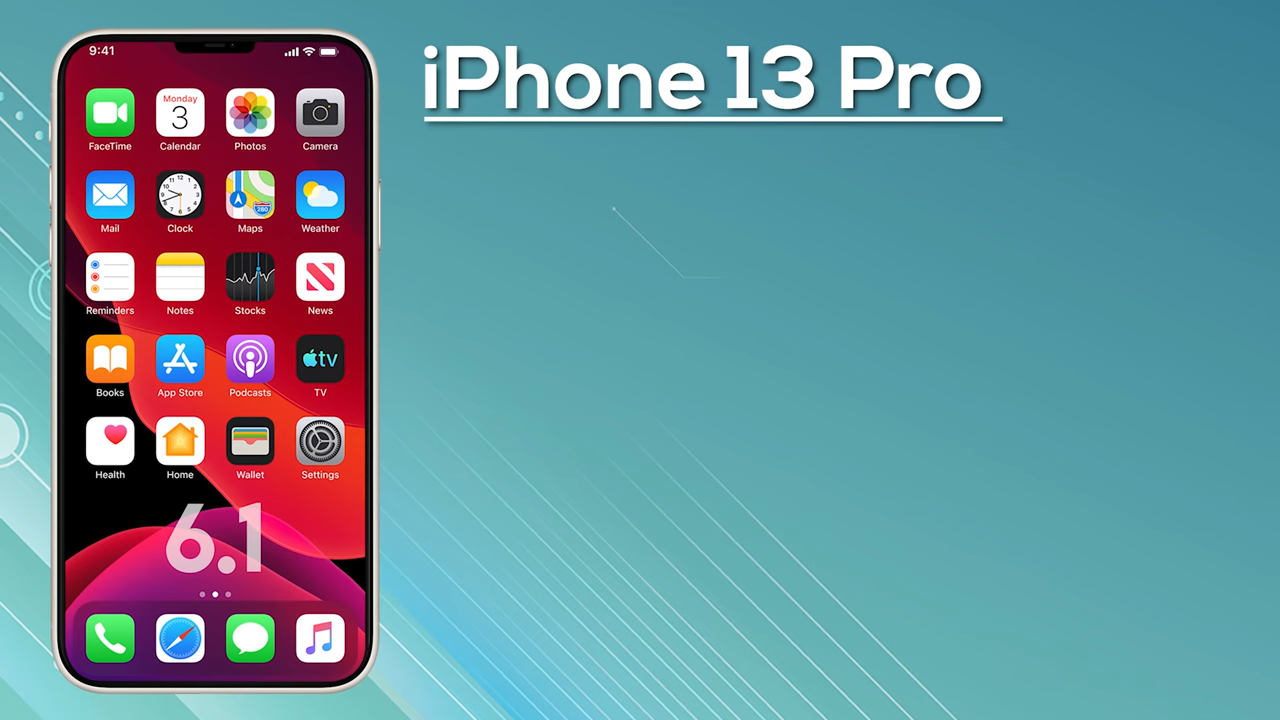 iPhone 13 Pro
9:41
Monday
3
FaceTime Calendar Photos Camera
280
Mail Clock Maps Weather
Reminders Notes Stocks News
tv
Books App Store Podcasts TV
Health Home Wallet Settings
6.1